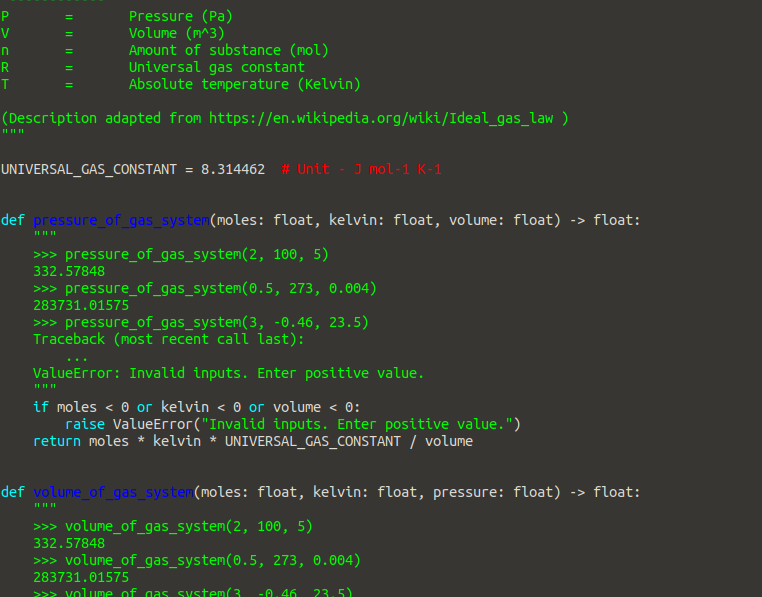 P       =       Pressure (Pa)
V       =       Volume (m^3)
n       =       Amount of substance (mol)
R       =       Universal gas constant
T       =       Absolute temperature (Kelvin)

(Description adapted from https://en.wikipedia.org/wiki/Ideal_gas_law )
"""

UNIVERSAL_GAS_CONSTANT = 8.314462  # Unit - J mol-1 K-1


def pressure_of_gas_system(moles: float, kelvin: float, volume: float) -> float:
    """
    >>> pressure_of_gas_system(2, 100, 5)
    332.57848
    >>> pressure_of_gas_system(0.5, 273, 0.004)
    283731.01575
    >>> pressure_of_gas_system(3, -0.46, 23.5)
    Traceback (most recent call last):
        ...
    ValueError: Invalid inputs. Enter positive value.
    """
    if moles < 0 or kelvin < 0 or volume < 0:
        raise ValueError("Invalid inputs. Enter positive value.")
    return moles * kelvin * UNIVERSAL_GAS_CONSTANT / volume


def volume_of_gas_system(moles: float, kelvin: float, pressure: float) -> float:
    """
    >>> volume_of_gas_system(2, 100, 5)
    332.57848
    >>> volume_of_gas_system(0.5, 273, 0.004)
    283731.01575
    >>> volume_of_gas_system(3, -0.46, 23.5)